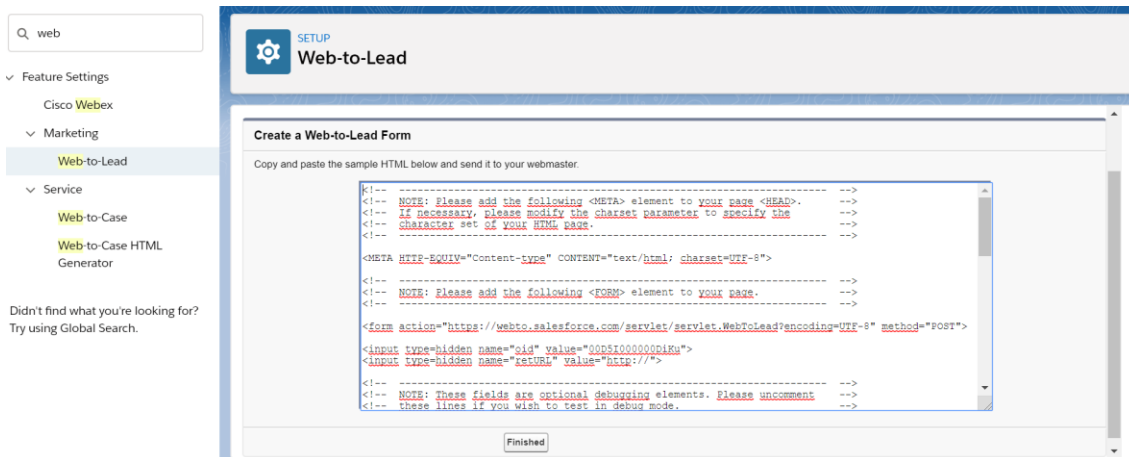 web
Feature Settings
Cisco Webex
Marketing
Web-to-Lead
Service
Web-to-Case
Web-to-Case HTML
Generator
Didn't find what you're looking for?
Try using Global Search.
SETUP
Web-to-Lead
Create a Web-to-Lead Form
Copy and paste the sample HTML below and send it to your webmaster.
<!--  ----------------------------------------------------------------------  -->
<!--  NOTE: Please add the following <META> element to your page <HEAD>.      -->
<!--  If necessary, please modify the charset parameter to specify the        -->
<!--  character set of your HTML page.                                        -->
<!--  ----------------------------------------------------------------------  -->
<META HTTP-EQUIV="Content-type" CONTENT="text/html; charset=UTF-8">
<!--  ----------------------------------------------------------------------  -->
<!--  NOTE: Please add the following <FORM> element to your page.             -->
<!--  ----------------------------------------------------------------------  -->
<form action="https://webto.salesforce.com/servlet/servlet.WebToLead?encoding=UTF-8" method="POST">
<input type=hidden name="oid" value="00D5I000000DiKu">
<input type=hidden name="retURL" value="http://">
<!--  ----------------------------------------------------------------------  -->
<!--  NOTE: These fields are optional debugging elements. Please uncomment    -->
<!--  these lines if you wish to test in debug mode.                          -->
Finished